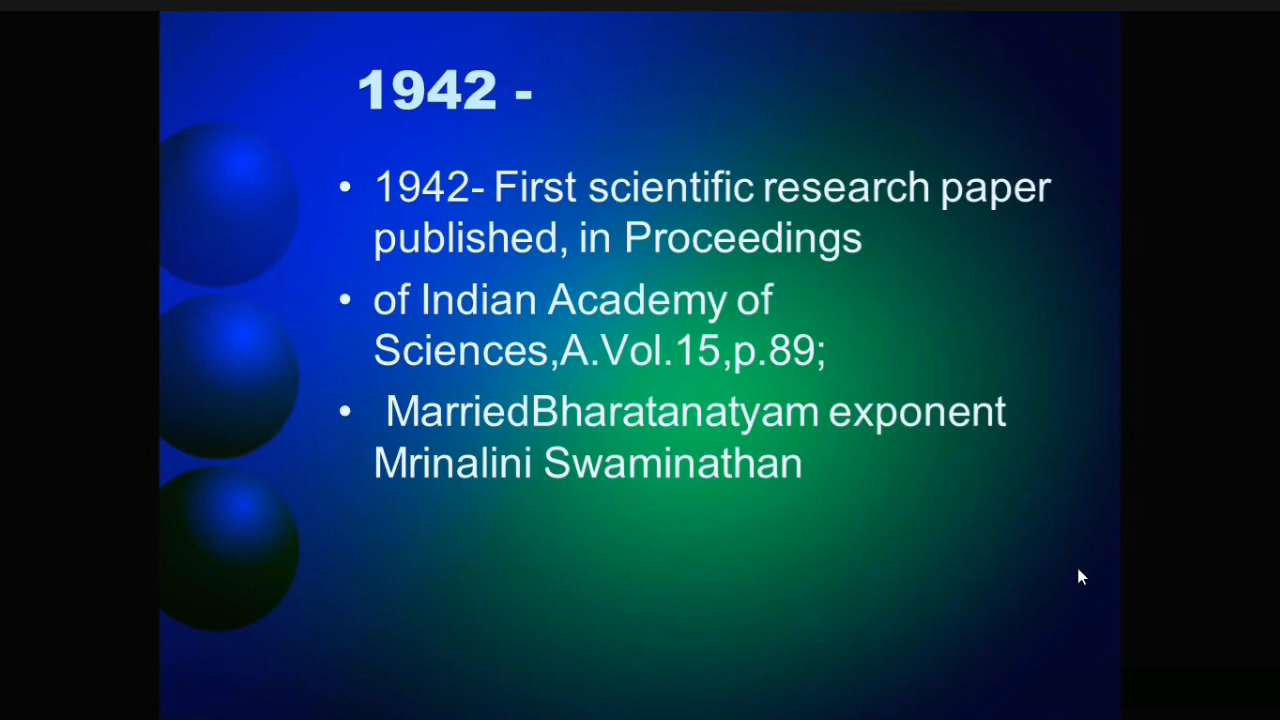 1942 -
• 1942- First scientific research paper
published, in Proceedings
• of Indian Academy of
Sciences,A.Vol.15,p.89;
• MarriedBharatanatyam exponent
Mrinalini Swaminathan